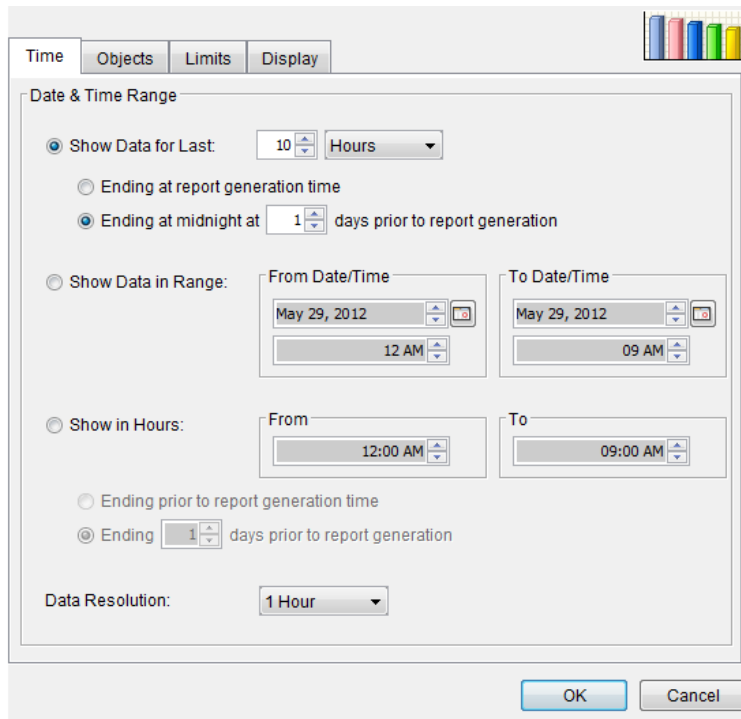 Time Objects Limits Display
Date & Time Range
Show Data for Last: 10 Hours
Ending at report generation time
Ending at midnight at 1 days prior to report generation
Show Data in Range: From Date/Time To Date/Time
May 29, 2012 May 29, 2012
12 AM 09 AM
Show in Hours: From To
12:00 AM 09:00 AM
Ending prior to report generation time
Ending 1 days prior to report generation
Data Resolution: 1 Hour
OK Cancel